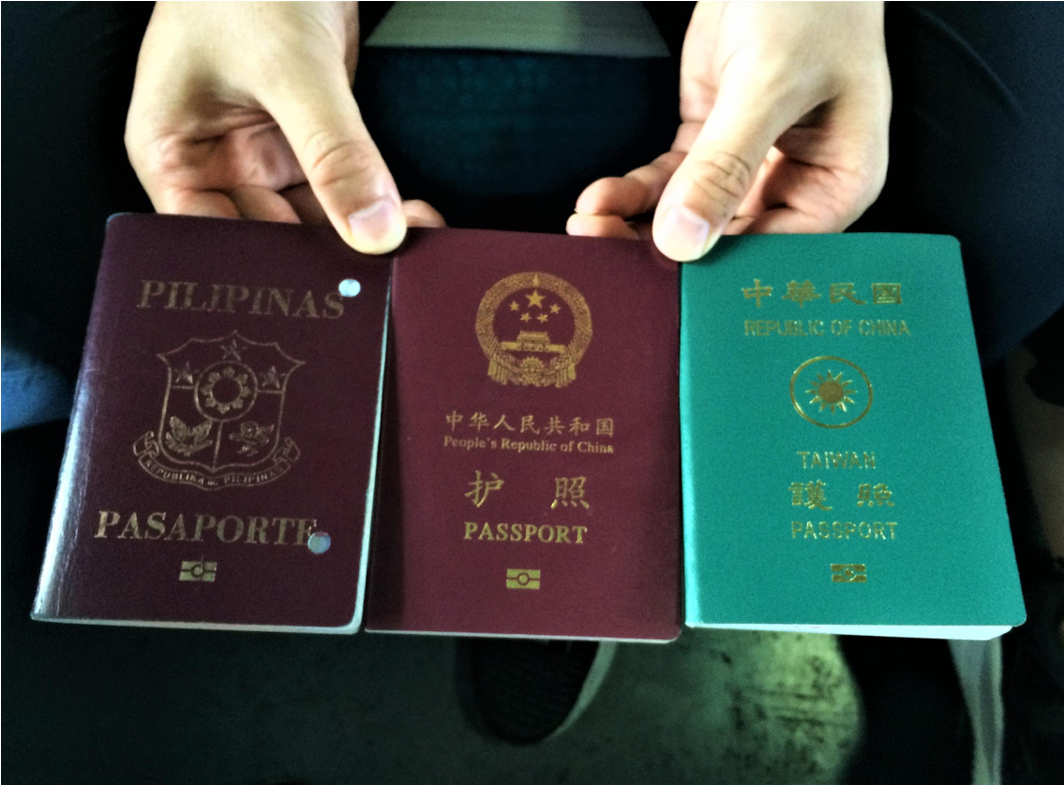 PILIPINAS
REPUBLIKA NG PILIPINAS
PASAPORTE
中华人民共和国
People's Republic of China
护 照
PASSPORT
中華民國
REPUBLIC OF CHINA
TAIWAN
護 照
PASSPORT